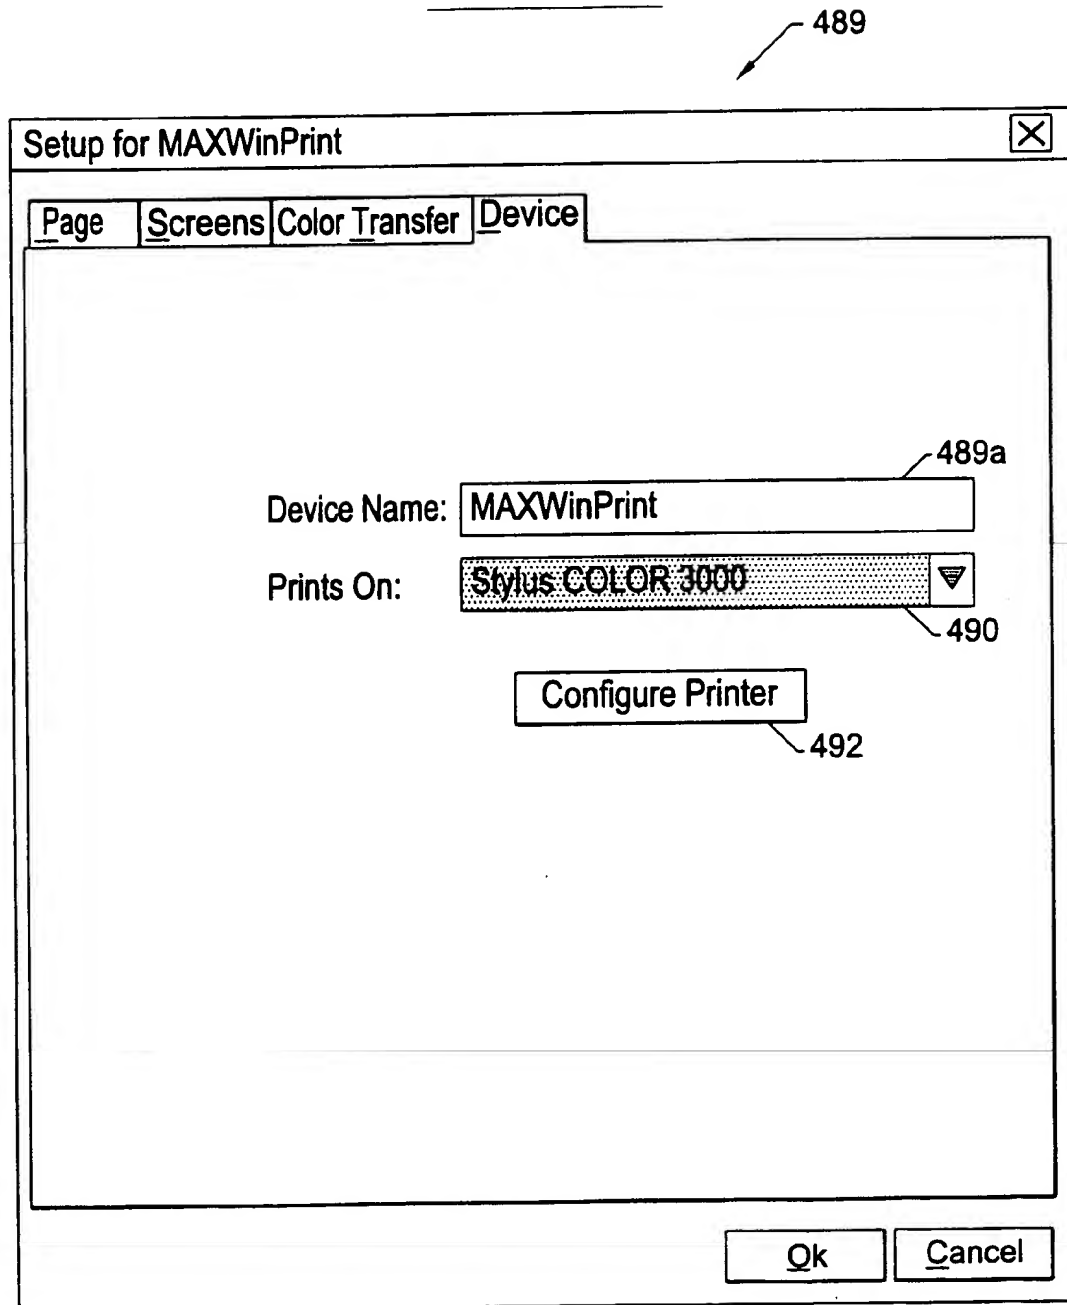 489
Setup for MAXWinPrint
Page Screens Color Transfer Device
489a
Device Name: MAXWinPrint
Prints On: Stylus COLOR 3000
490
Configure Printer
492
Ok Cancel